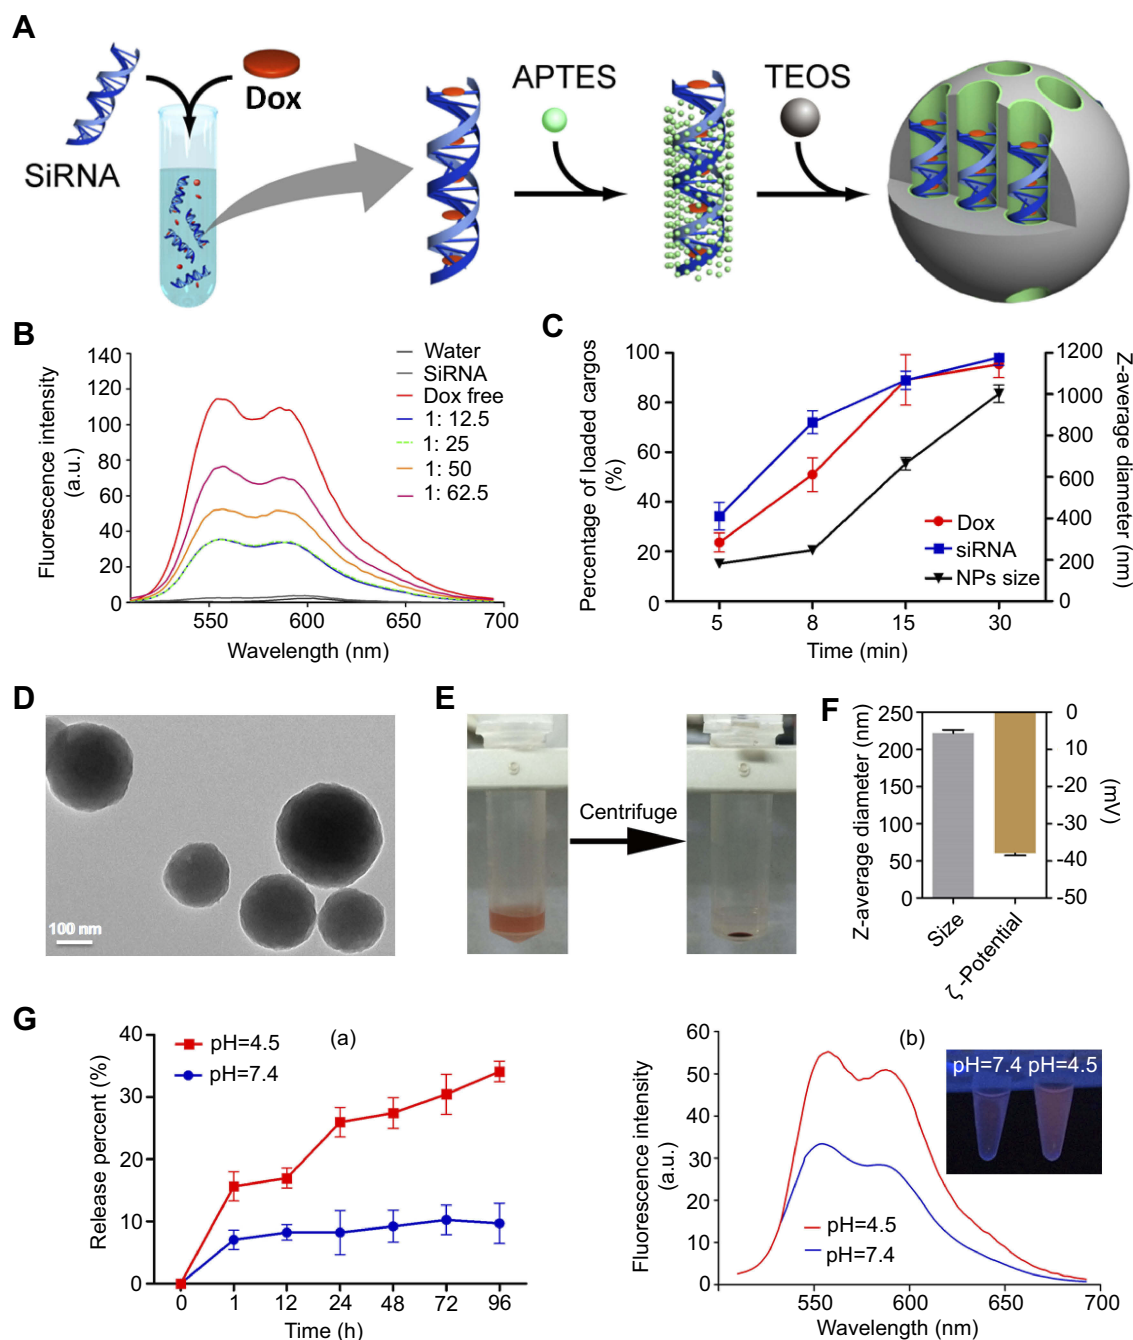 A
SiRNA
Dox
APTES
TEOS
B
Fluorescence intensity
(a.u.)
140
120
100
80
60
40
20
0
550
600
650
700
Wavelength (nm)
Water
SiRNA
Dox free
1: 12.5
1: 25
1: 50
1: 62.5
C
Percentage of loaded cargos
(%)
100
80
60
40
20
0
5
8
15
30
Time (min)
1200
1000
800
600
400
200
0
Z-average diameter (nm)
Dox
siRNA
NPs size
D
100 nm
E
9
Centrifuge
9
F
Z-average diameter (nm)
250
200
150
100
50
0
0
-10
-20
-30
-40
-50
(mV)
Size
ζ -Potential
G
(a)
Release percent (%)
40
30
20
10
0
0
1
12
24
48
72
96
Time (h)
pH=4.5
pH=7.4
(b)
Fluorescence intensity
(a.u.)
60
50
40
30
20
10
0
550
600
650
700
Wavelength (nm)
pH=4.5
pH=7.4
pH=7.4 pH=4.5